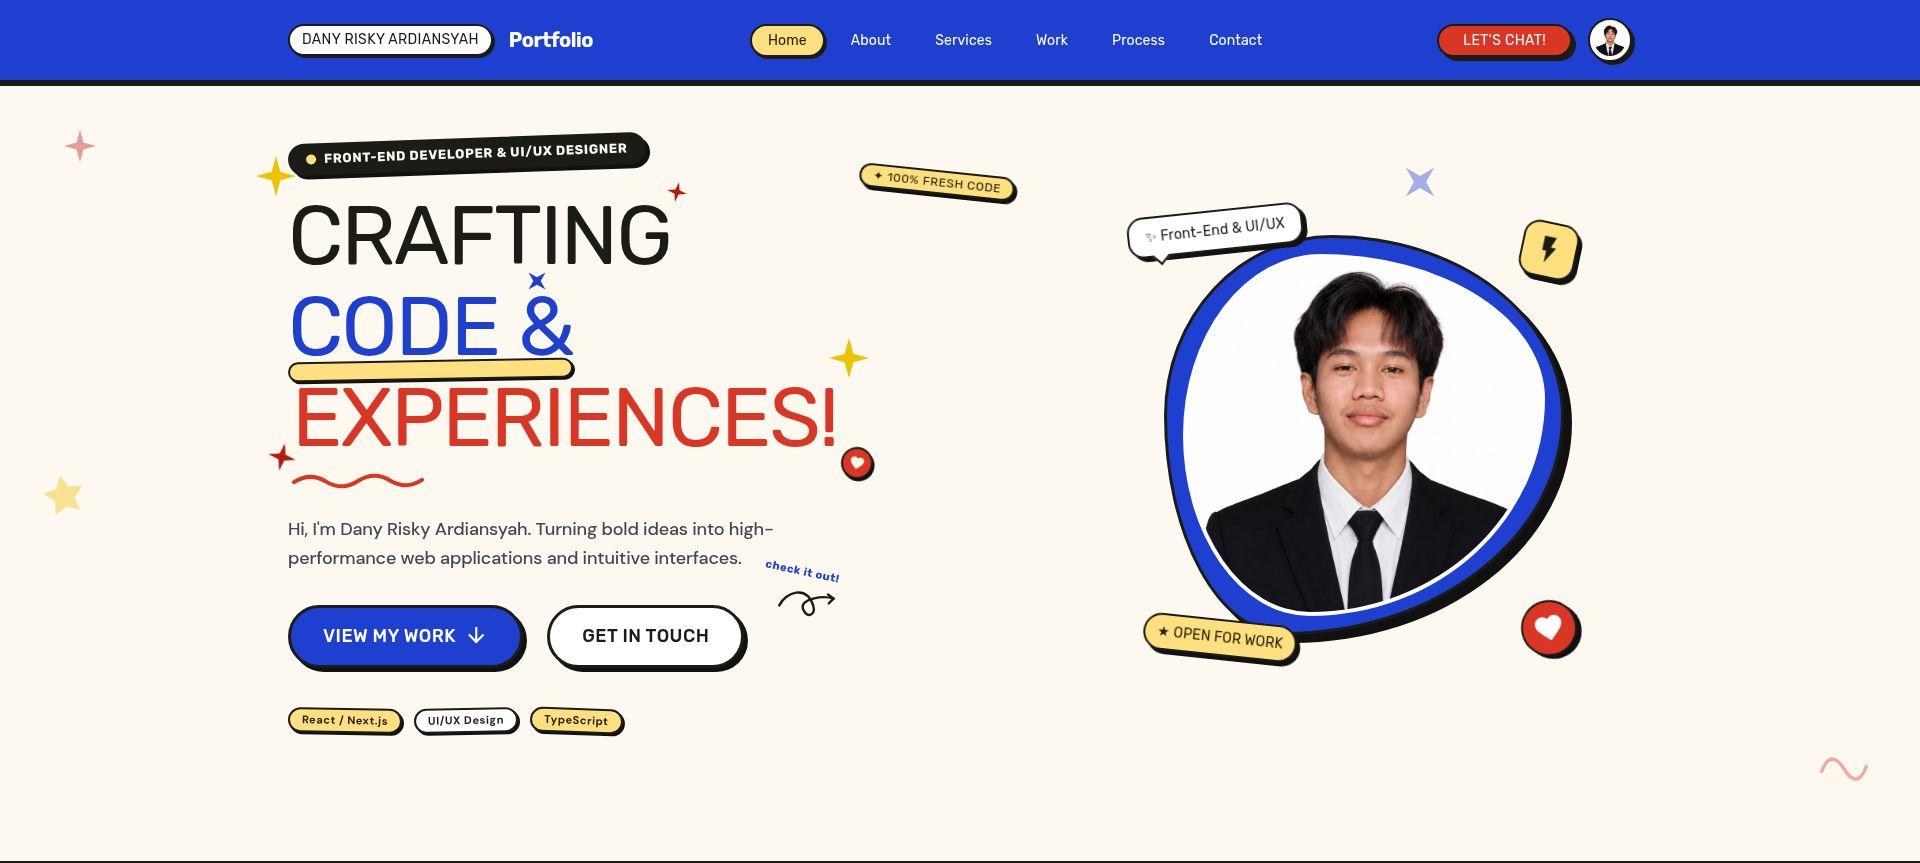 DANY RISKY ARDIANSYAH
Portfolio
Home
About
Services
Work
Process
Contact
LET'S CHAT!
FRONT-END DEVELOPER & UI/UX DESIGNER
✦ 100% FRESH CODE
CRAFTING
CODE &
EXPERIENCES!
✨ Front-End & UI/UX
Hi, I'm Dany Risky Ardiansyah. Turning bold ideas into high-
performance web applications and intuitive interfaces.
check it out!
VIEW MY WORK ↓
GET IN TOUCH
★ OPEN FOR WORK
React / Next.js
UI/UX Design
TypeScript